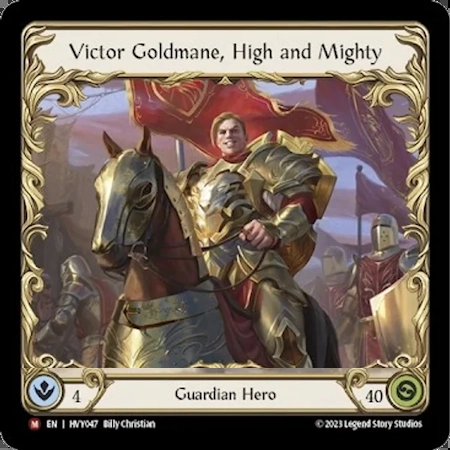 Victor Goldmane, High and Mighty
4
Guardian Hero
40
M EN | HVY047 Billy Christian
© 2023 Legend Story Studios